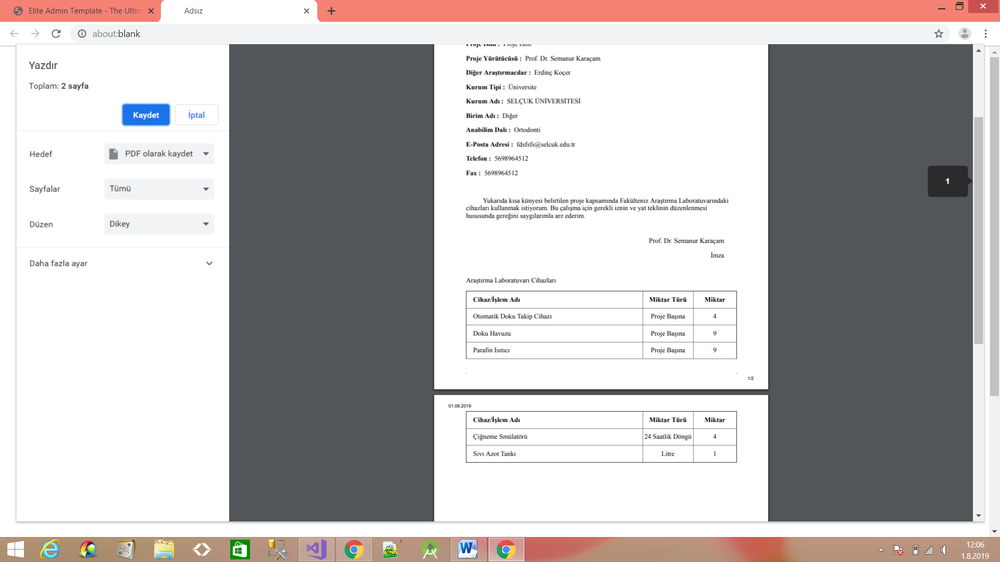 Elite Admin Template - The Ultim
Adsız
about:blank
Yazdır
Toplam: 2 sayfa
Kaydet
İptal
Hedef
PDF olarak kaydet
Sayfalar
Tümü
Düzen
Dikey
Daha fazla ayar
Proje İsmi : Proje İsmi
Proje Yürütücüsü : Prof. Dr. Semanur Karaçam
Diğer Araştırmacılar : Erdinç Koçer
Kurum Tipi : Üniversite
Kurum Adı : SELÇUK ÜNİVERSİTESİ
Birim Adı : Diğer
Anabilim Dalı : Ortodonti
E-Posta Adresi : fdsfsfs@selcuk.edu.tr
Telefon : 5698964512
Fax : 5698964512
Yukarıda kısa künyesi belirtilen proje kapsamında Fakülteniz Araştırma Laboratuvarındaki
cihazları kullanmak istiyorum. Bu çalışma için gerekli iznin ve yat teklinin düzenlenmesi
hususunda gereğini saygılarımla arz ederim.
Prof. Dr. Semanur Karaçam
İmza
Araştırma Laboratuvarı Cihazları
Cihaz/İşlem Adı Miktar Türü Miktar
Otomatik Doku Takip Cihazı Proje Başına 4
Doku Havuzu Proje Başına 9
Parafin Isıtıcı Proje Başına 9
1/2
01.08.2019
Cihaz/İşlem Adı Miktar Türü Miktar
Çiğneme Smülatörü 24 Saatlik Döngü 4
Sıvı Azot Tankı Litre 1
1
12:06
1.8.2019